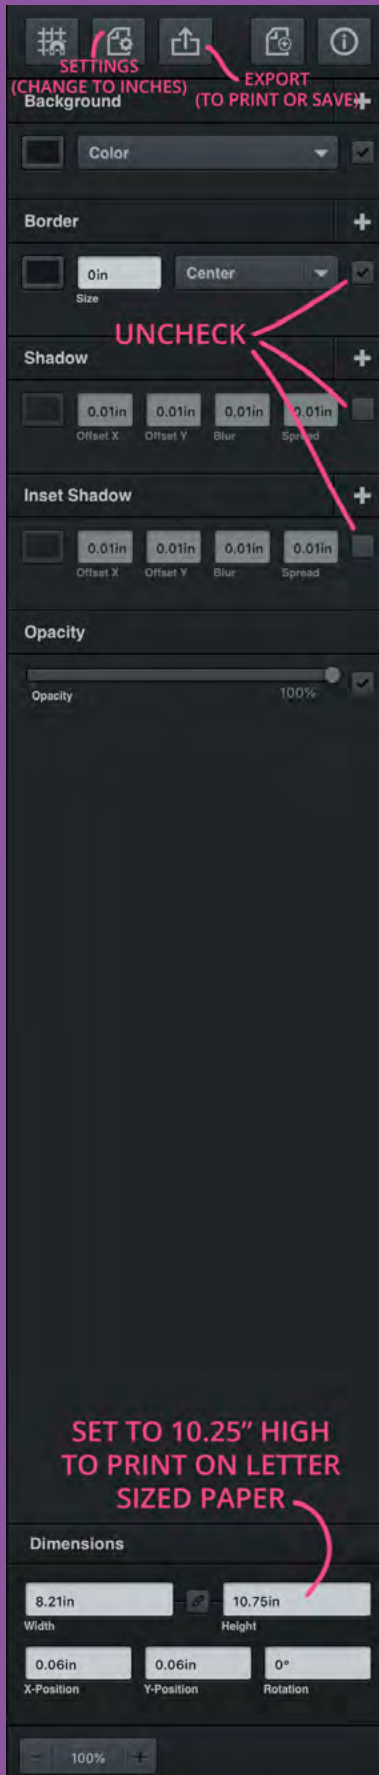 SETTINGS
(CHANGE TO INCHES)
EXPORT
(TO PRINT OR SAVE)
Background
Color
Border
0in
Center
Size
UNCHECK
Shadow
0.01in 0.01in 0.01in 0.01in
Offset X Offset Y Blur Spread
Inset Shadow
0.01in 0.01in 0.01in 0.01in
Offset X Offset Y Blur Spread
Opacity
Opacity 100%
SET TO 10.25” HIGH
TO PRINT ON LETTER
SIZED PAPER
Dimensions
8.21in 10.75in
Width Height
0.06in 0.06in 0°
X-Position Y-Position Rotation
100%